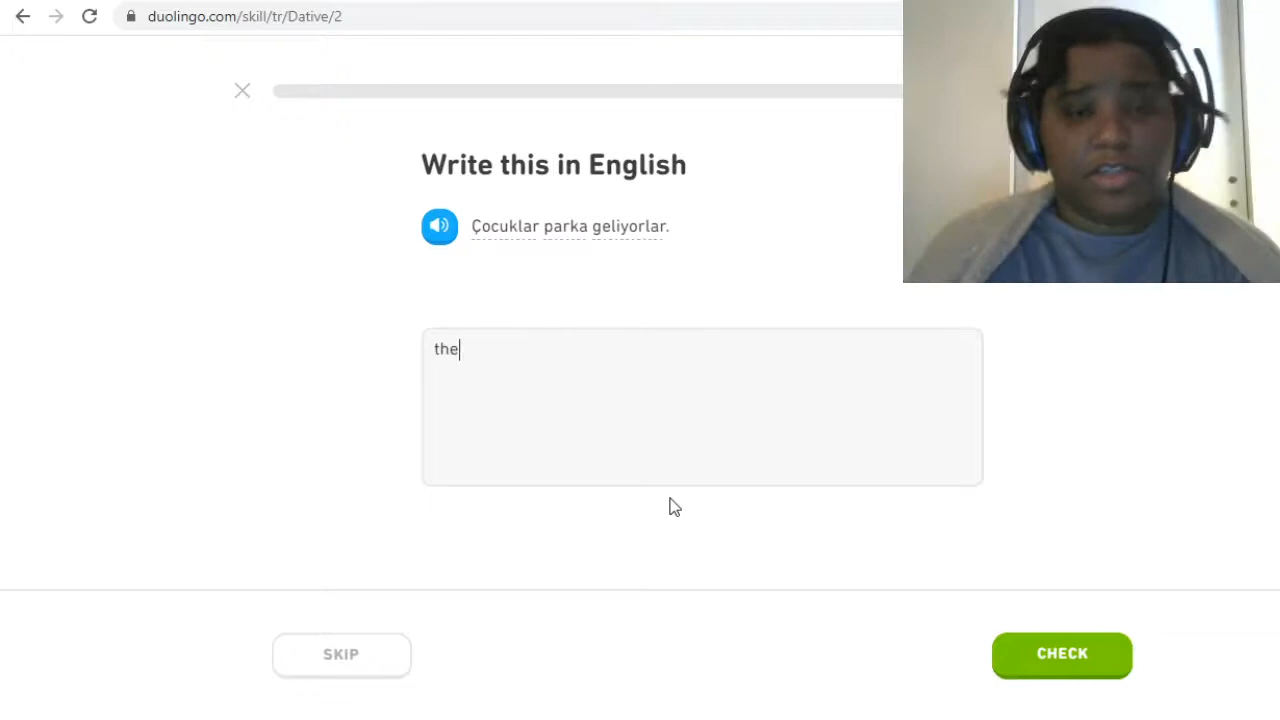 duolingo.com/skill/tr/Dative/2
Write this in English
Çocuklar parka geliyorlar.
the
SKIP
CHECK